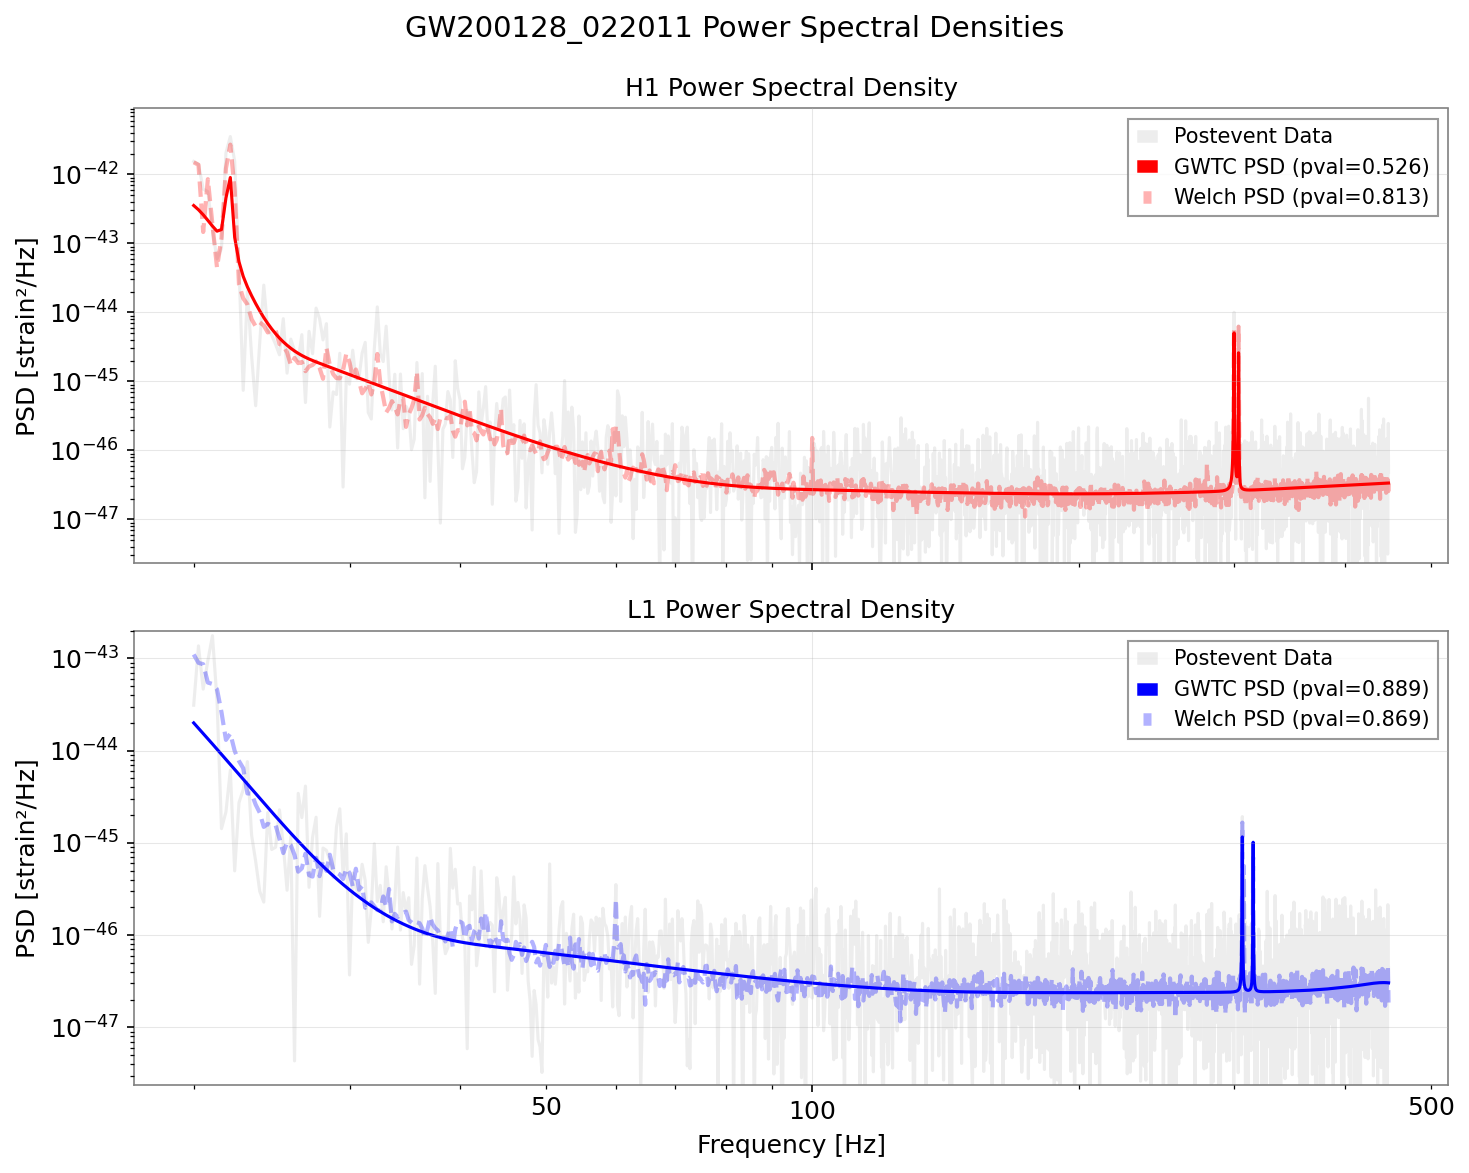 GW200128_022011 Power Spectral Densities
H1 Power Spectral Density
Postevent Data
GWTC PSD (pval=0.526)
Welch PSD (pval=0.813)
PSD [strain²/Hz]
10⁻⁴²
10⁻⁴³
10⁻⁴⁴
10⁻⁴⁵
10⁻⁴⁶
10⁻⁴⁷
L1 Power Spectral Density
Postevent Data
GWTC PSD (pval=0.889)
Welch PSD (pval=0.869)
PSD [strain²/Hz]
10⁻⁴³
10⁻⁴⁴
10⁻⁴⁵
10⁻⁴⁶
10⁻⁴⁷
50 100 500
Frequency [Hz]